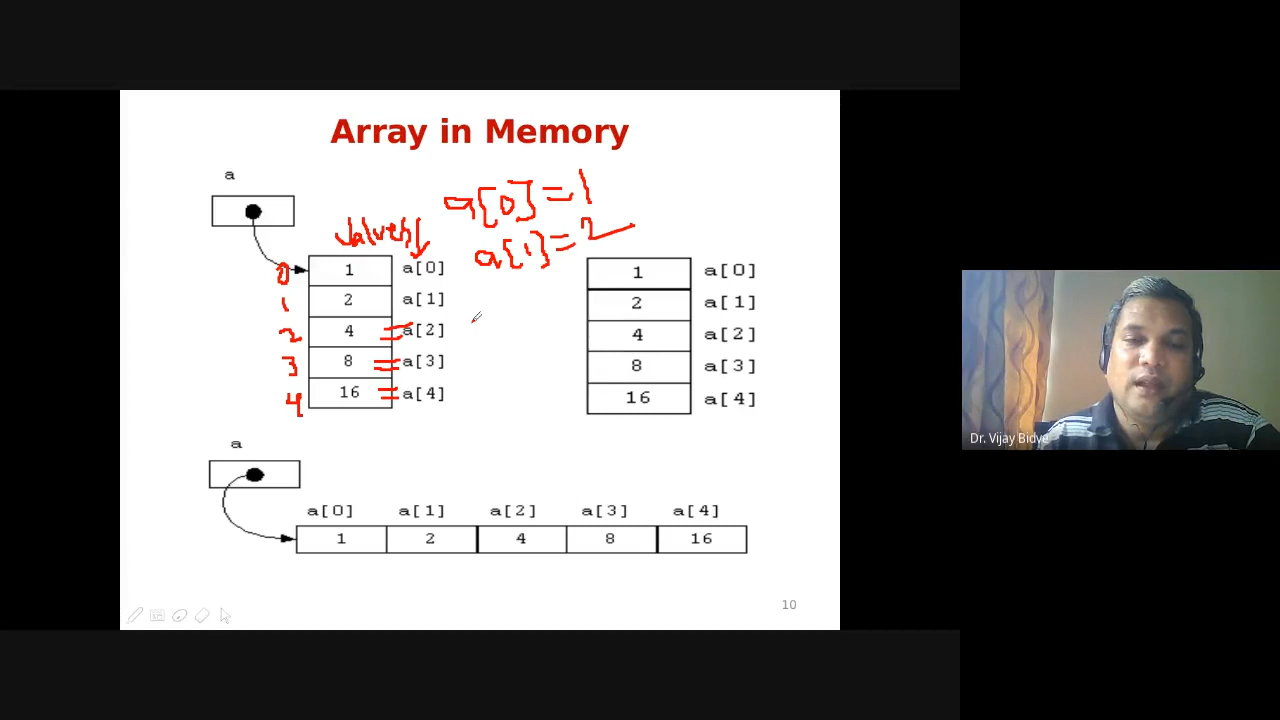 Array in Memory
a
a[0]=1
a[1]=2
values
0 1 a[0]
1 2 a[1]
2 4 = a[2]
3 8 = a[3]
4 16 = a[4]
1 a[0]
2 a[1]
4 a[2]
8 a[3]
16 a[4]
a
a[0] a[1] a[2] a[3] a[4]
1 2 4 8 16
10
Dr. Vijay Bidve